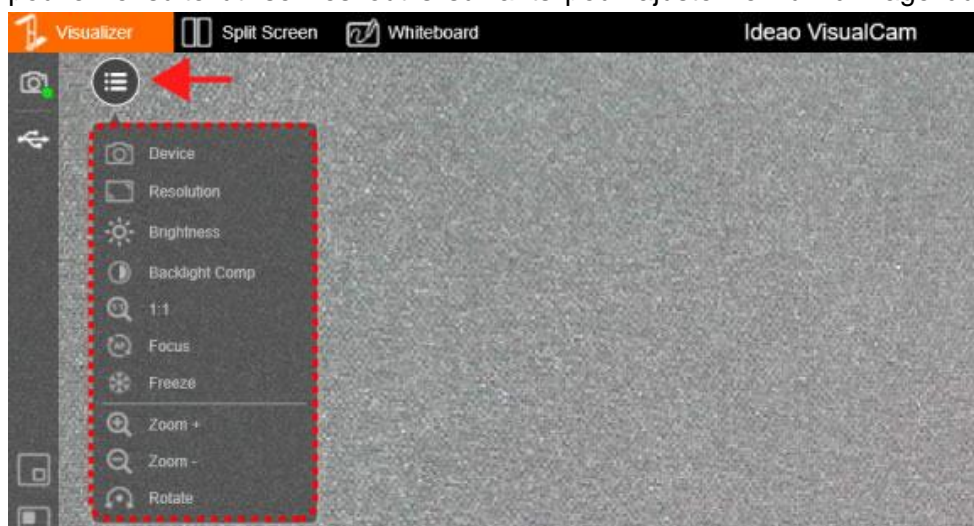 Visualizer Split Screen Whiteboard Ideao VisualCam
Device
Resolution
Brightness
Backlight Comp
1:1
Focus
Freeze
Zoom +
Zoom -
Rotate